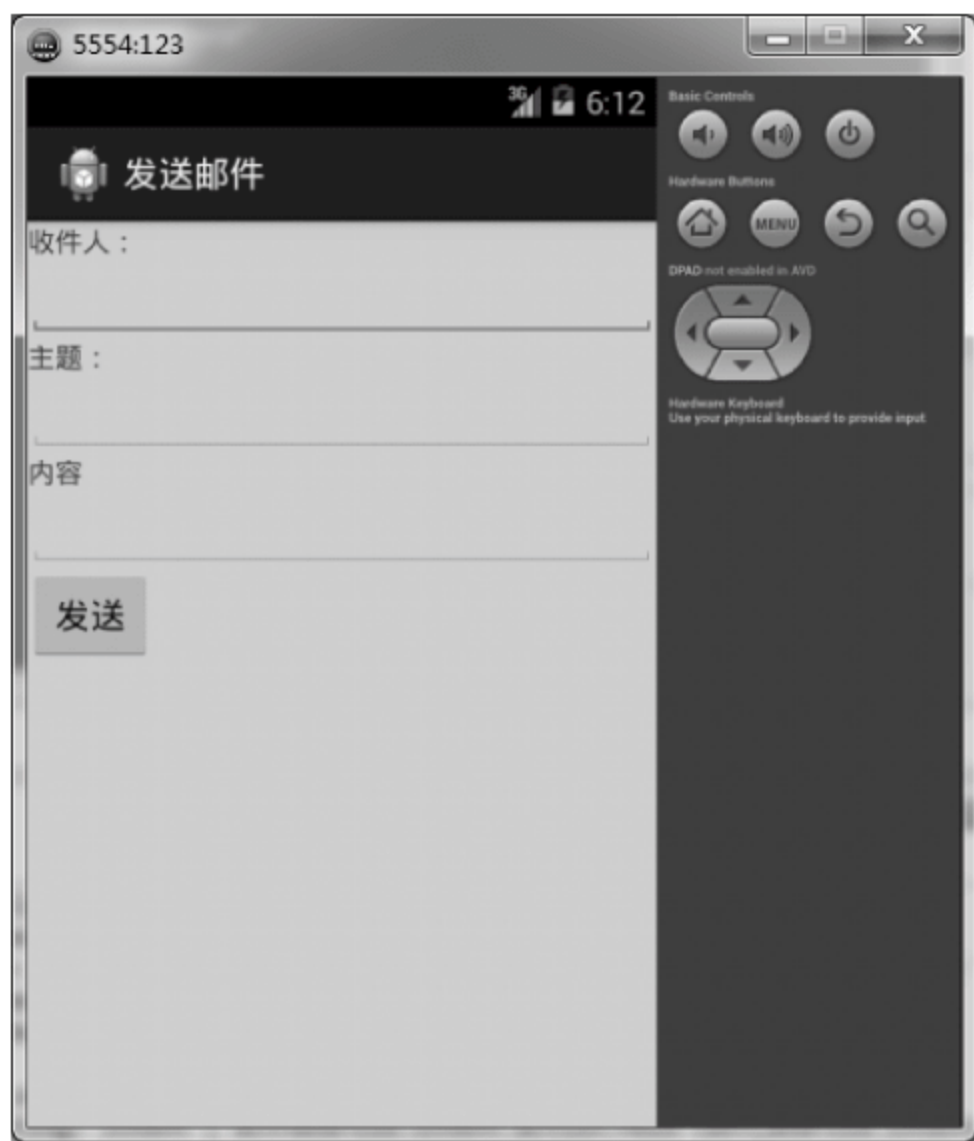 5554:123
3G 6:12
发送邮件
收件人：
主题：
内容
发送
Basic Controls
Hardware Buttons
MENU
DPAD not enabled in AVD
Hardware Keyboard
Use your physical keyboard to provide input